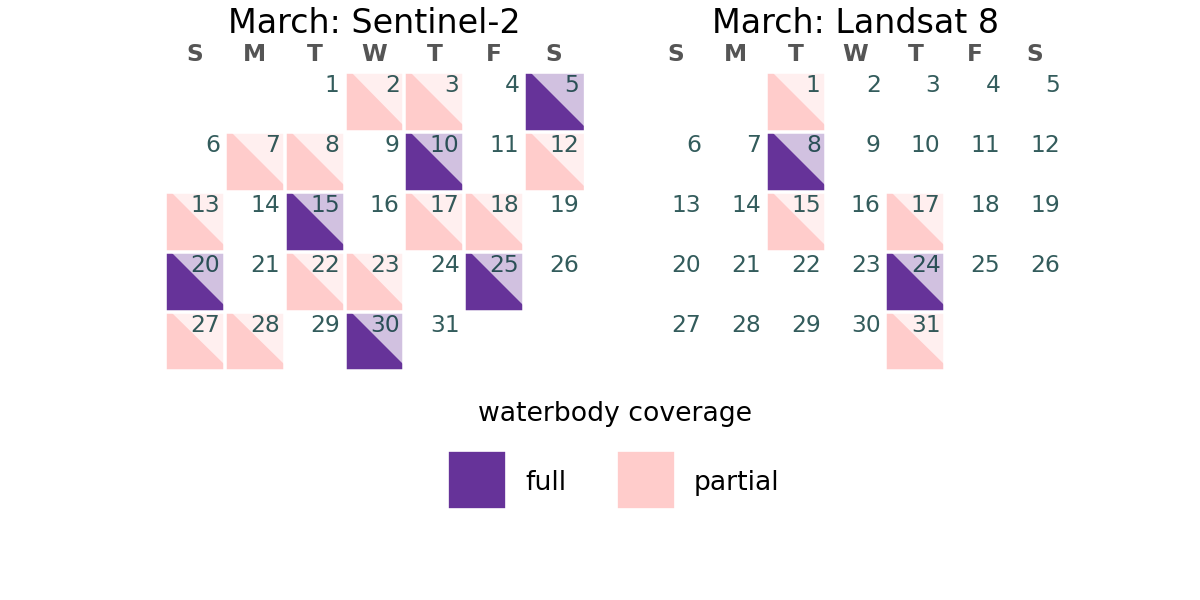 March: Sentinel-2
S M T W T F S
1 2 3 4 5
6 7 8 9 10 11 12
13 14 15 16 17 18 19
20 21 22 23 24 25 26
27 28 29 30 31
March: Landsat 8
S M T W T F S
1 2 3 4 5
6 7 8 9 10 11 12
13 14 15 16 17 18 19
20 21 22 23 24 25 26
27 28 29 30 31
waterbody coverage
full partial